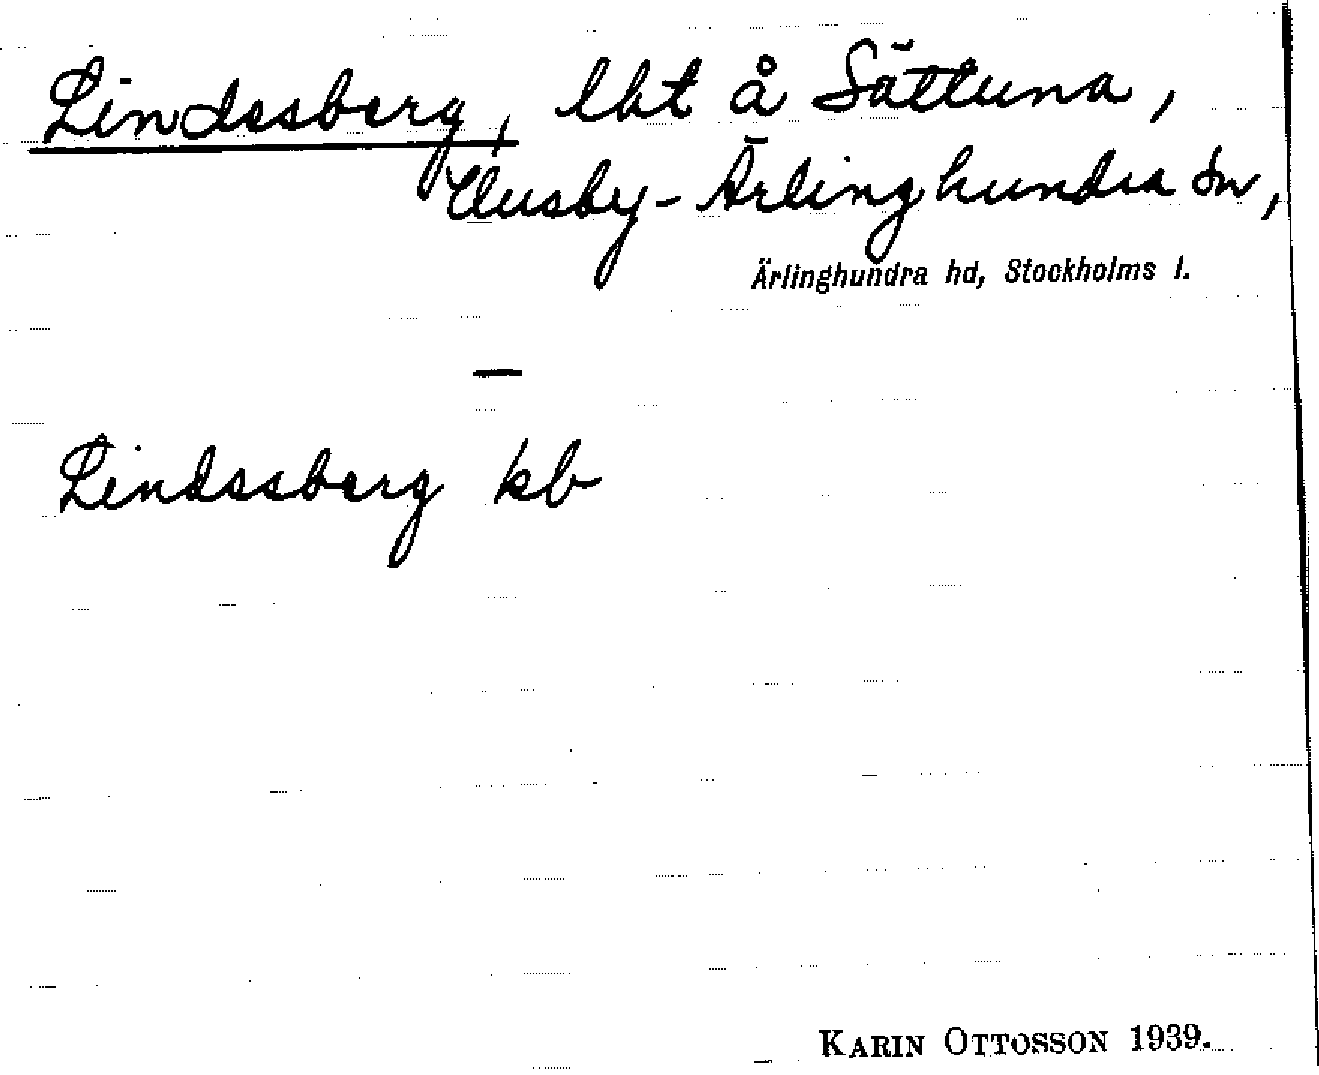 Lindesberg, lht å Sättuna,
Husby-Ärlinghundra sn,
Ärlinghundra hd, Stockholms l.
—
Lindesberg kb
KARIN OTTOSSON 1939.